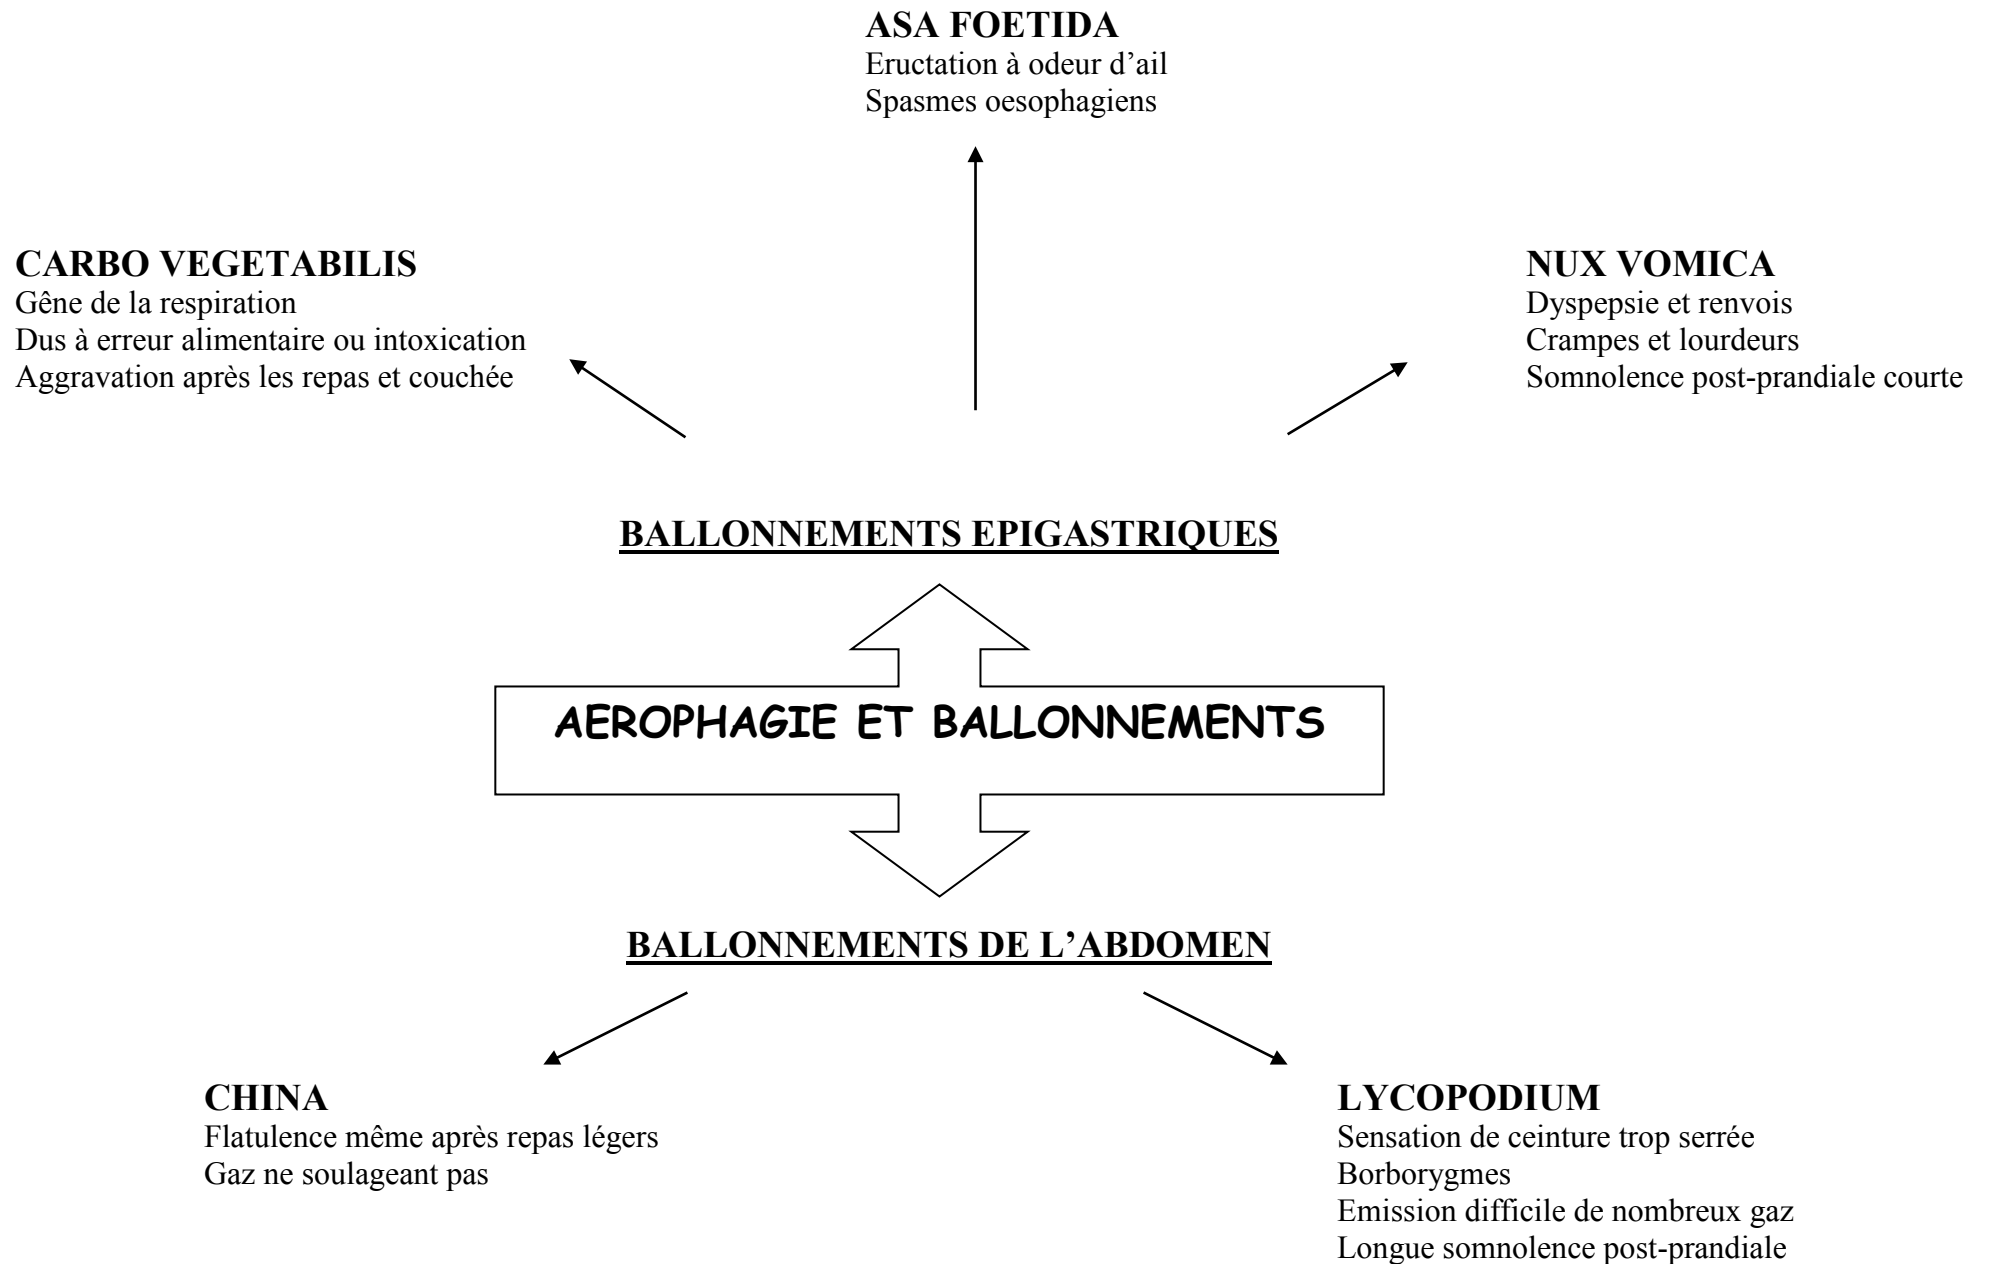 ASA FOETIDA
Eructation à odeur d’ail
Spasmes oesophagiens
CARBO VEGETABILIS
Gêne de la respiration
Dus à erreur alimentaire ou intoxication
Aggravation après les repas et couchée
NUX VOMICA
Dyspepsie et renvois
Crampes et lourdeurs
Somnolence post-prandiale courte
BALLONNEMENTS EPIGASTRIQUES
AEROPHAGIE ET BALLONNEMENTS
BALLONNEMENTS DE L’ABDOMEN
CHINA
Flatulence même après repas légers
Gaz ne soulageant pas
LYCOPODIUM
Sensation de ceinture trop serrée
Borborygmes
Emission difficile de nombreux gaz
Longue somnolence post-prandiale